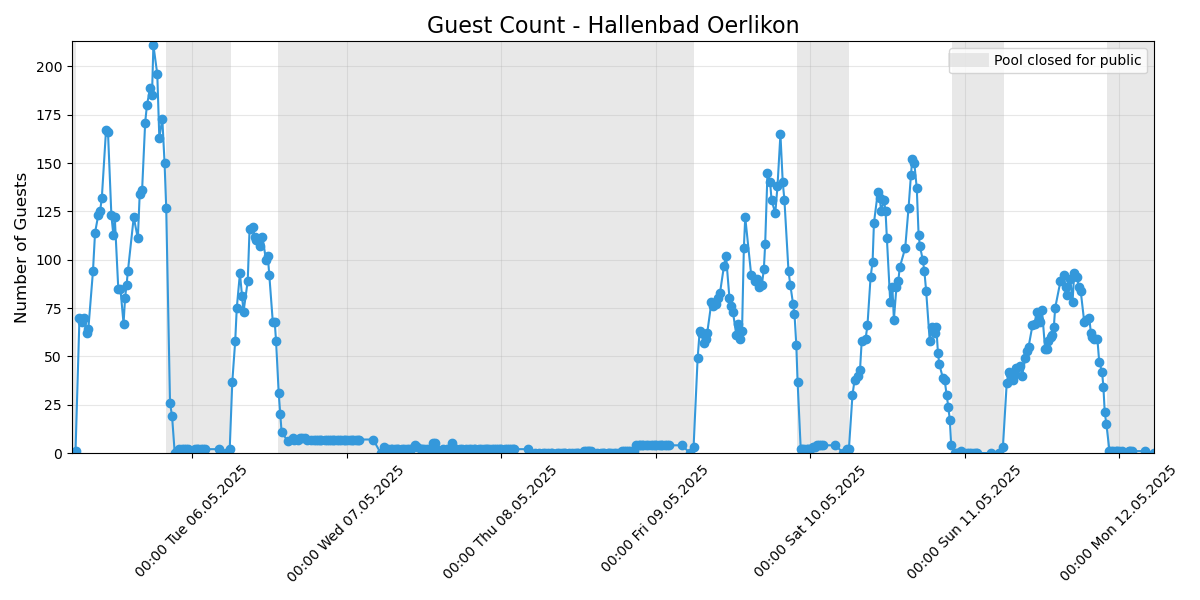 Guest Count - Hallenbad Oerlikon
Pool closed for public
Number of Guests
200
175
150
125
100
75
50
25
0
00:00 Tue 06.05.2025
00:00 Wed 07.05.2025
00:00 Thu 08.05.2025
00:00 Fri 09.05.2025
00:00 Sat 10.05.2025
00:00 Sun 11.05.2025
00:00 Mon 12.05.2025